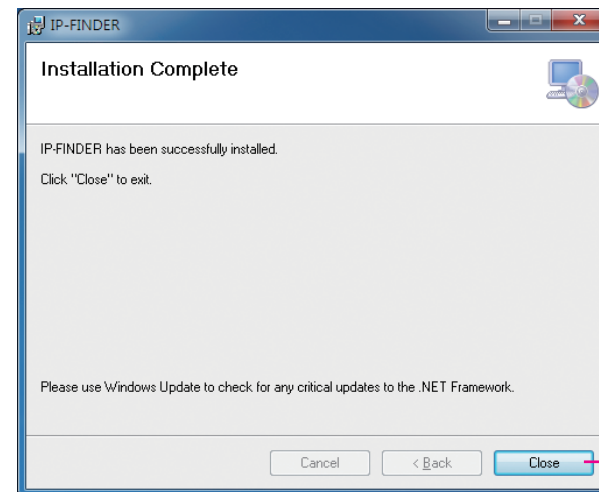 IP-FINDER
Installation Complete
IP-FINDER has been successfully installed.
Click "Close" to exit.
Please use Windows Update to check for any critical updates to the .NET Framework.
Cancel
< Back
Close